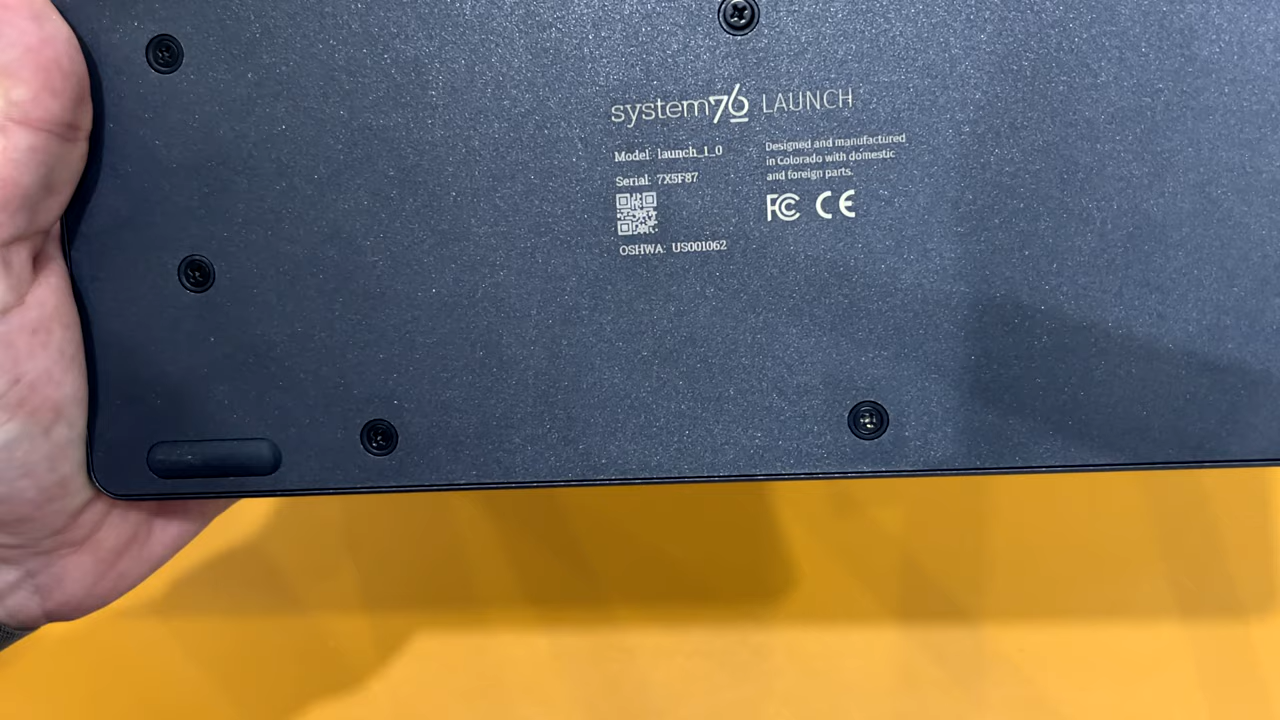 system76 LAUNCH
Model: launch_1_0
Serial: 7X5F87
OSHWA: US001062
Designed and manufactured
in Colorado with domestic
and foreign parts.
FC CE